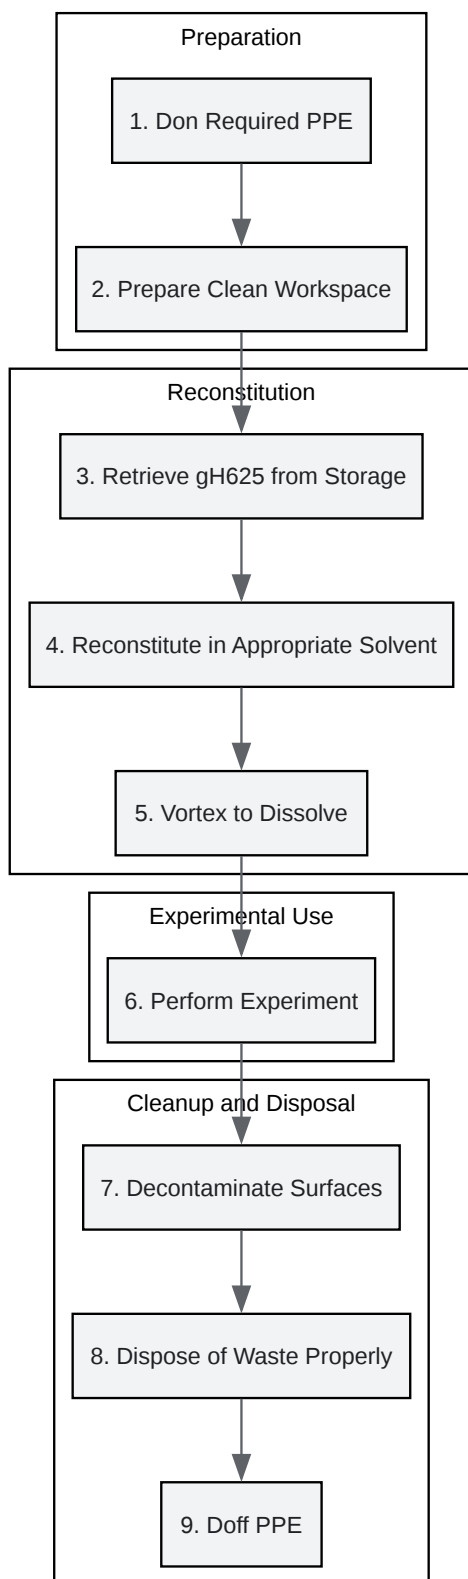 Preparation
1. Don Required PPE
2. Prepare Clean Workspace
Reconstitution
3. Retrieve gH625 from Storage
4. Reconstitute in Appropriate Solvent
5. Vortex to Dissolve
Experimental Use
6. Perform Experiment
Cleanup and Disposal
7. Decontaminate Surfaces
8. Dispose of Waste Properly
9. Doff PPE